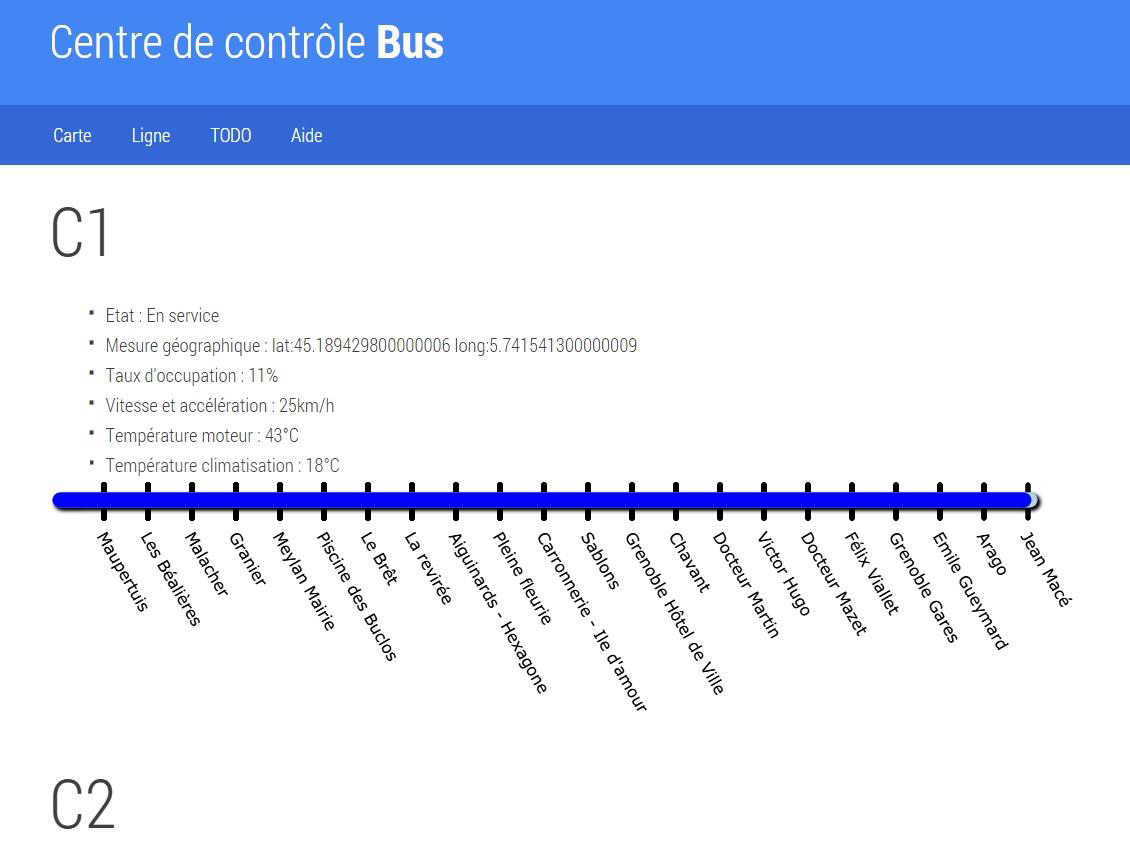 Centre de contrôle Bus
Carte Ligne TODO Aide
C1
Etat : En service
Mesure géographique : lat:45.189429800000006 long:5.741541300000009
Taux d'occupation : 11%
Vitesse et accélération : 25km/h
Température moteur : 43°C
Température climatisation : 18°C
Maupertuis
Les Béalières
Malacher
Granier
Meylan Mairie
Piscine des Buclos
Le Brêt
La revirée
Aiguinards - Hexagone
Pleine fleurie
Carronnerie - Ile d'amour
Sablons
Grenoble Hôtel de Ville
Chavant
Docteur Martin
Victor Hugo
Docteur Mazet
Félix Viallet
Grenoble Gares
Emile Gueymard
Arago
Jean Macé
C2